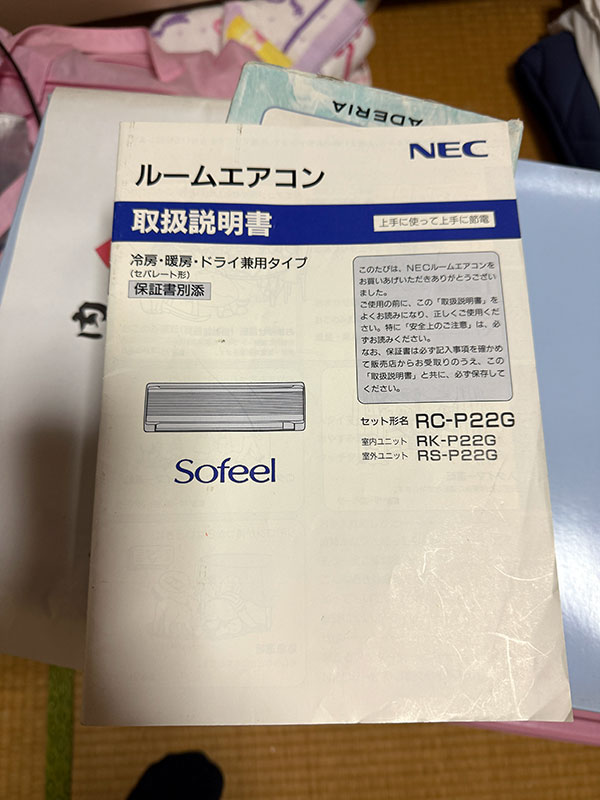 ADERIA
NEC
ルームエアコン
取扱説明書
上手に使って上手に節電
冷房・暖房・ドライ兼用タイプ
(セパレート形)
保証書別添
このたびは、NECルームエアコンを
お買いあげいただきありがとうござい
ました。
ご使用の前に、この「取扱説明書」を
よくお読みになり、正しくご使用くだ
さい。特に「安全上のご注意」は、必
ずお読みください。
なお、保証書は必ず記入事項を確かめ
て販売店からお受取りのうえ、この
「取扱説明書」と共に、必ず保存して
ください。
セット形名 RC-P22G
室内ユニット RK-P22G
室外ユニット RS-P22G
Sofeel
内